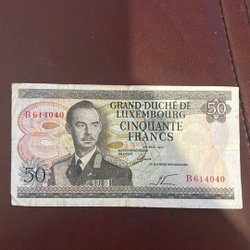 GRAND-DUCHÉ DE
LUXEMBOURG
50
B614040
CINQUANTE
FRANCS
50
B614040